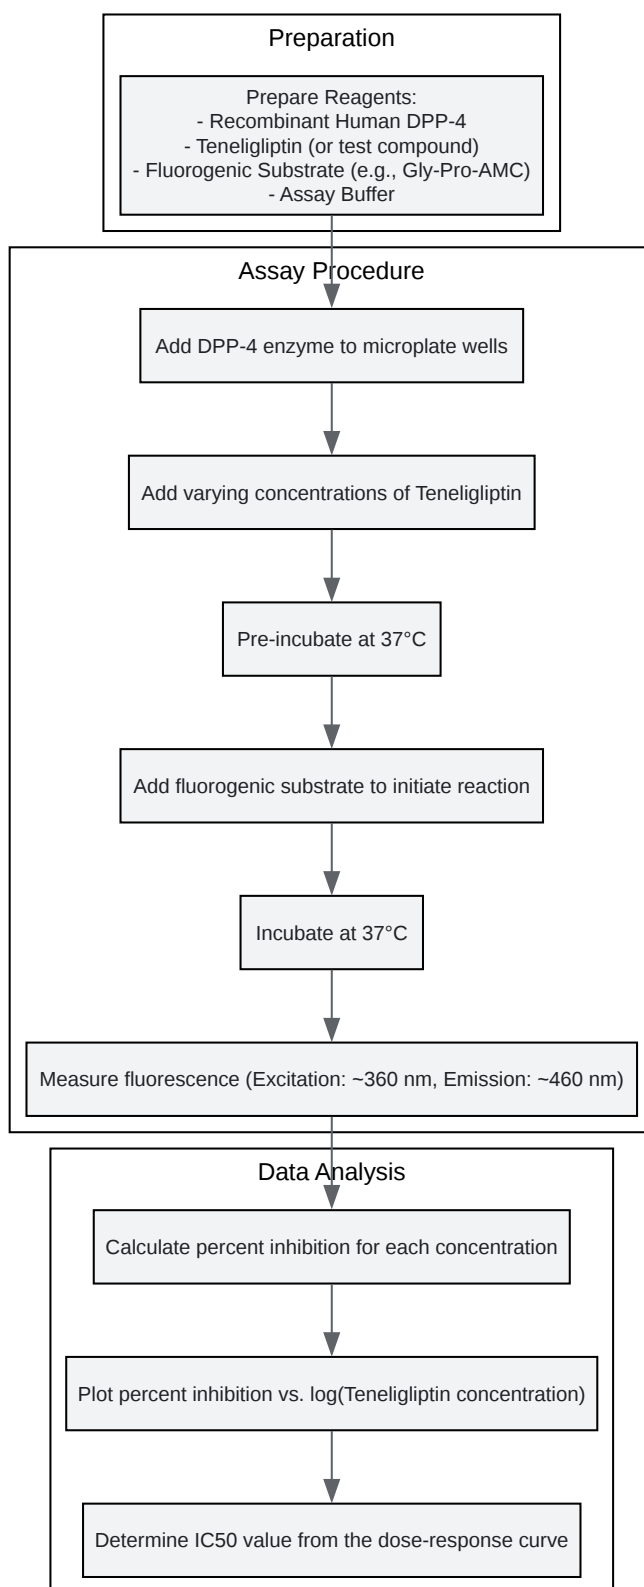 Preparation
Prepare Reagents:
- Recombinant Human DPP-4
- Teneligliptin (or test compound)
- Fluorogenic Substrate (e.g., Gly-Pro-AMC)
- Assay Buffer
Assay Procedure
Add DPP-4 enzyme to microplate wells
Add varying concentrations of Teneligliptin
Pre-incubate at 37°C
Add fluorogenic substrate to initiate reaction
Incubate at 37°C
Measure fluorescence (Excitation: ~360 nm, Emission: ~460 nm)
Data Analysis
Calculate percent inhibition for each concentration
Plot percent inhibition vs. log(Teneligliptin concentration)
Determine IC50 value from the dose-response curve